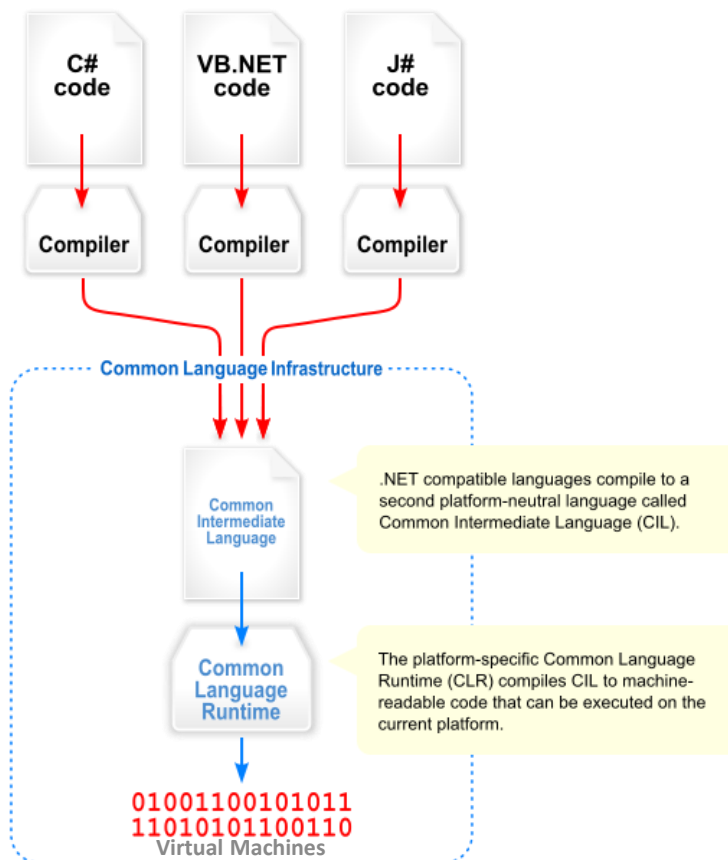 C#
code
VB.NET
code
J#
code
Compiler
Compiler
Compiler
Common Language Infrastructure
Common
Intermediate
Language
.NET compatible languages compile to a
second platform-neutral language called
Common Intermediate Language (CIL).
Common
Language
Runtime
The platform-specific Common Language
Runtime (CLR) compiles CIL to machine-
readable code that can be executed on the
current platform.
01001100101011
11010101100110
Virtual Machines